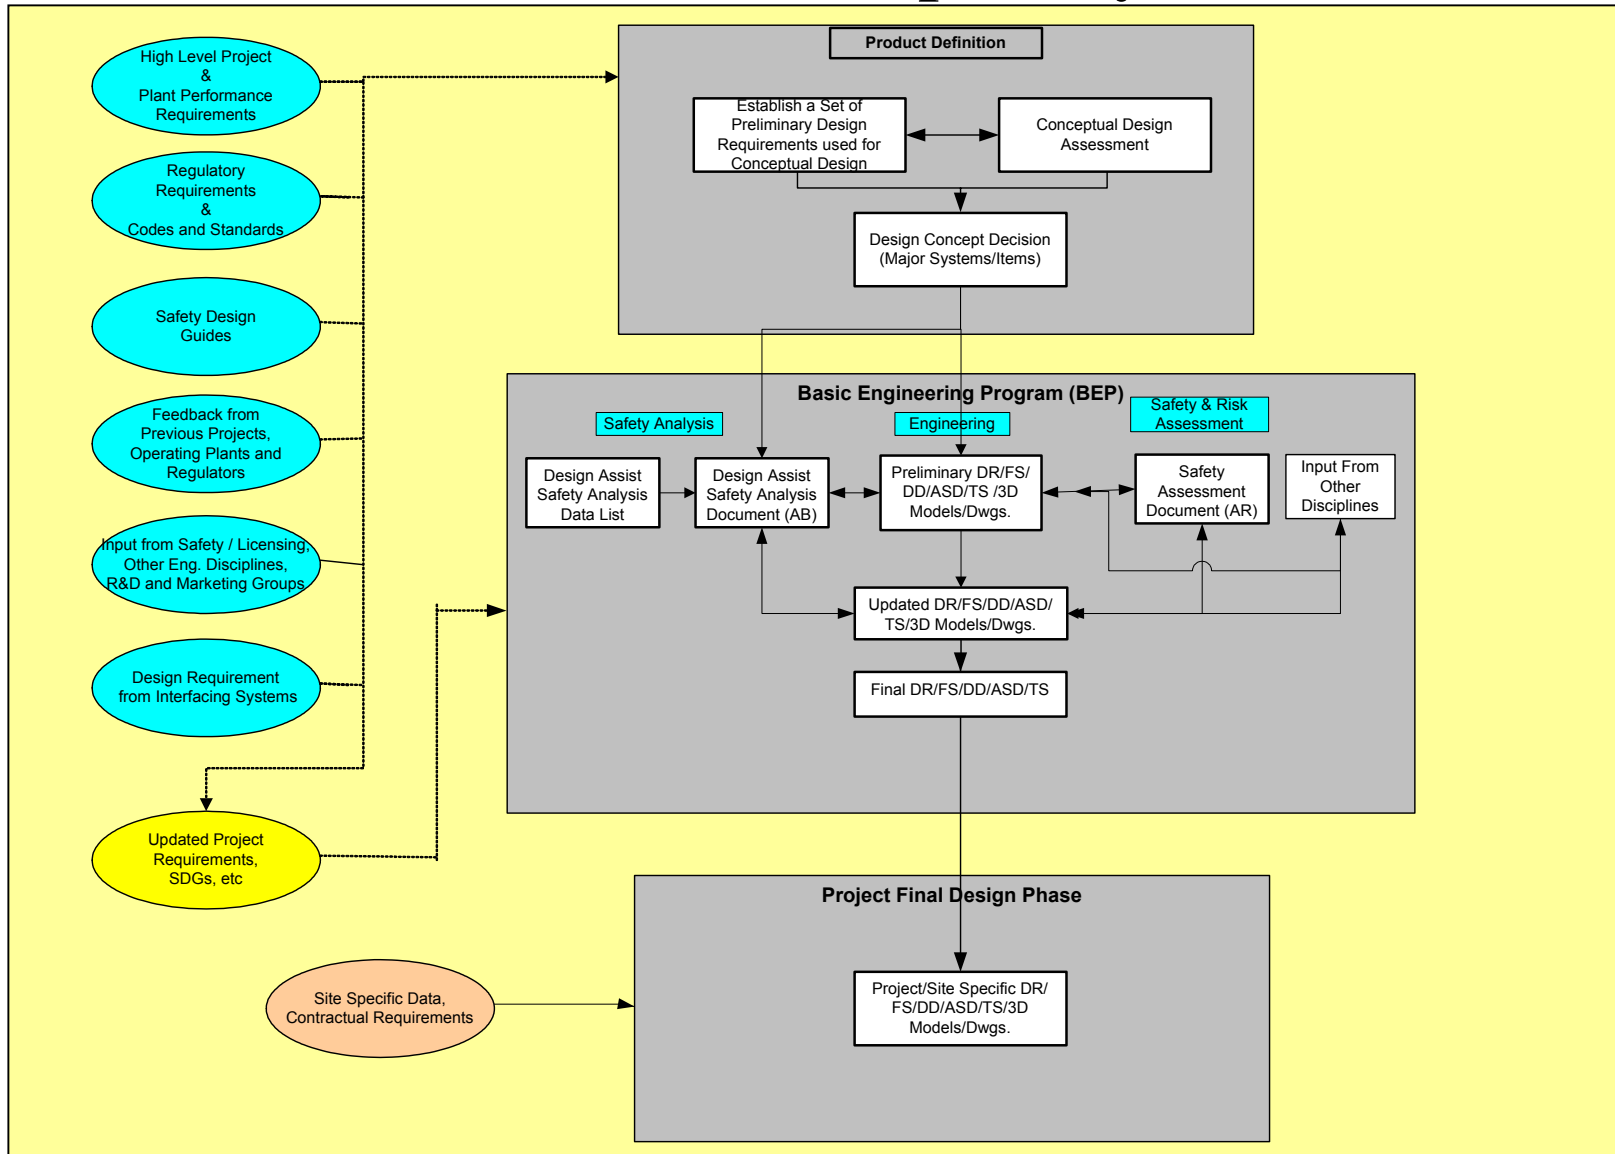 Product Definition
High Level Project
&
Plant Performance
Requirements
Establish a Set of
Preliminary Design
Requirements used for
Conceptual Design
Conceptual Design
Assessment
Regulatory
Requirements
&
Codes and Standards
Design Concept Decision
(Major Systems/Items)
Safety Design
Guides
Basic Engineering Program (BEP)
Safety Analysis
Engineering
Safety & Risk
Assessment
Feedback from
Previous Projects,
Operating Plants and
Regulators
Design Assist
Safety Analysis
Data List
Design Assist
Safety Analysis
Document (AB)
Preliminary DR/FS/
DD/ASD/TS /3D
Models/Dwgs.
Safety
Assessment
Document (AR)
Input From
Other
Disciplines
Input from Safety / Licensing,
Other Eng. Disciplines,
R&D and Marketing Groups
Updated DR/FS/DD/ASD/
TS/3D Models/Dwgs.
Design Requirement
from Interfacing Systems
Final DR/FS/DD/ASD/TS
Updated Project
Requirements,
SDGs, etc
Project Final Design Phase
Site Specific Data,
Contractual Requirements
Project/Site Specific DR/
FS/DD/ASD/TS/3D
Models/Dwgs.